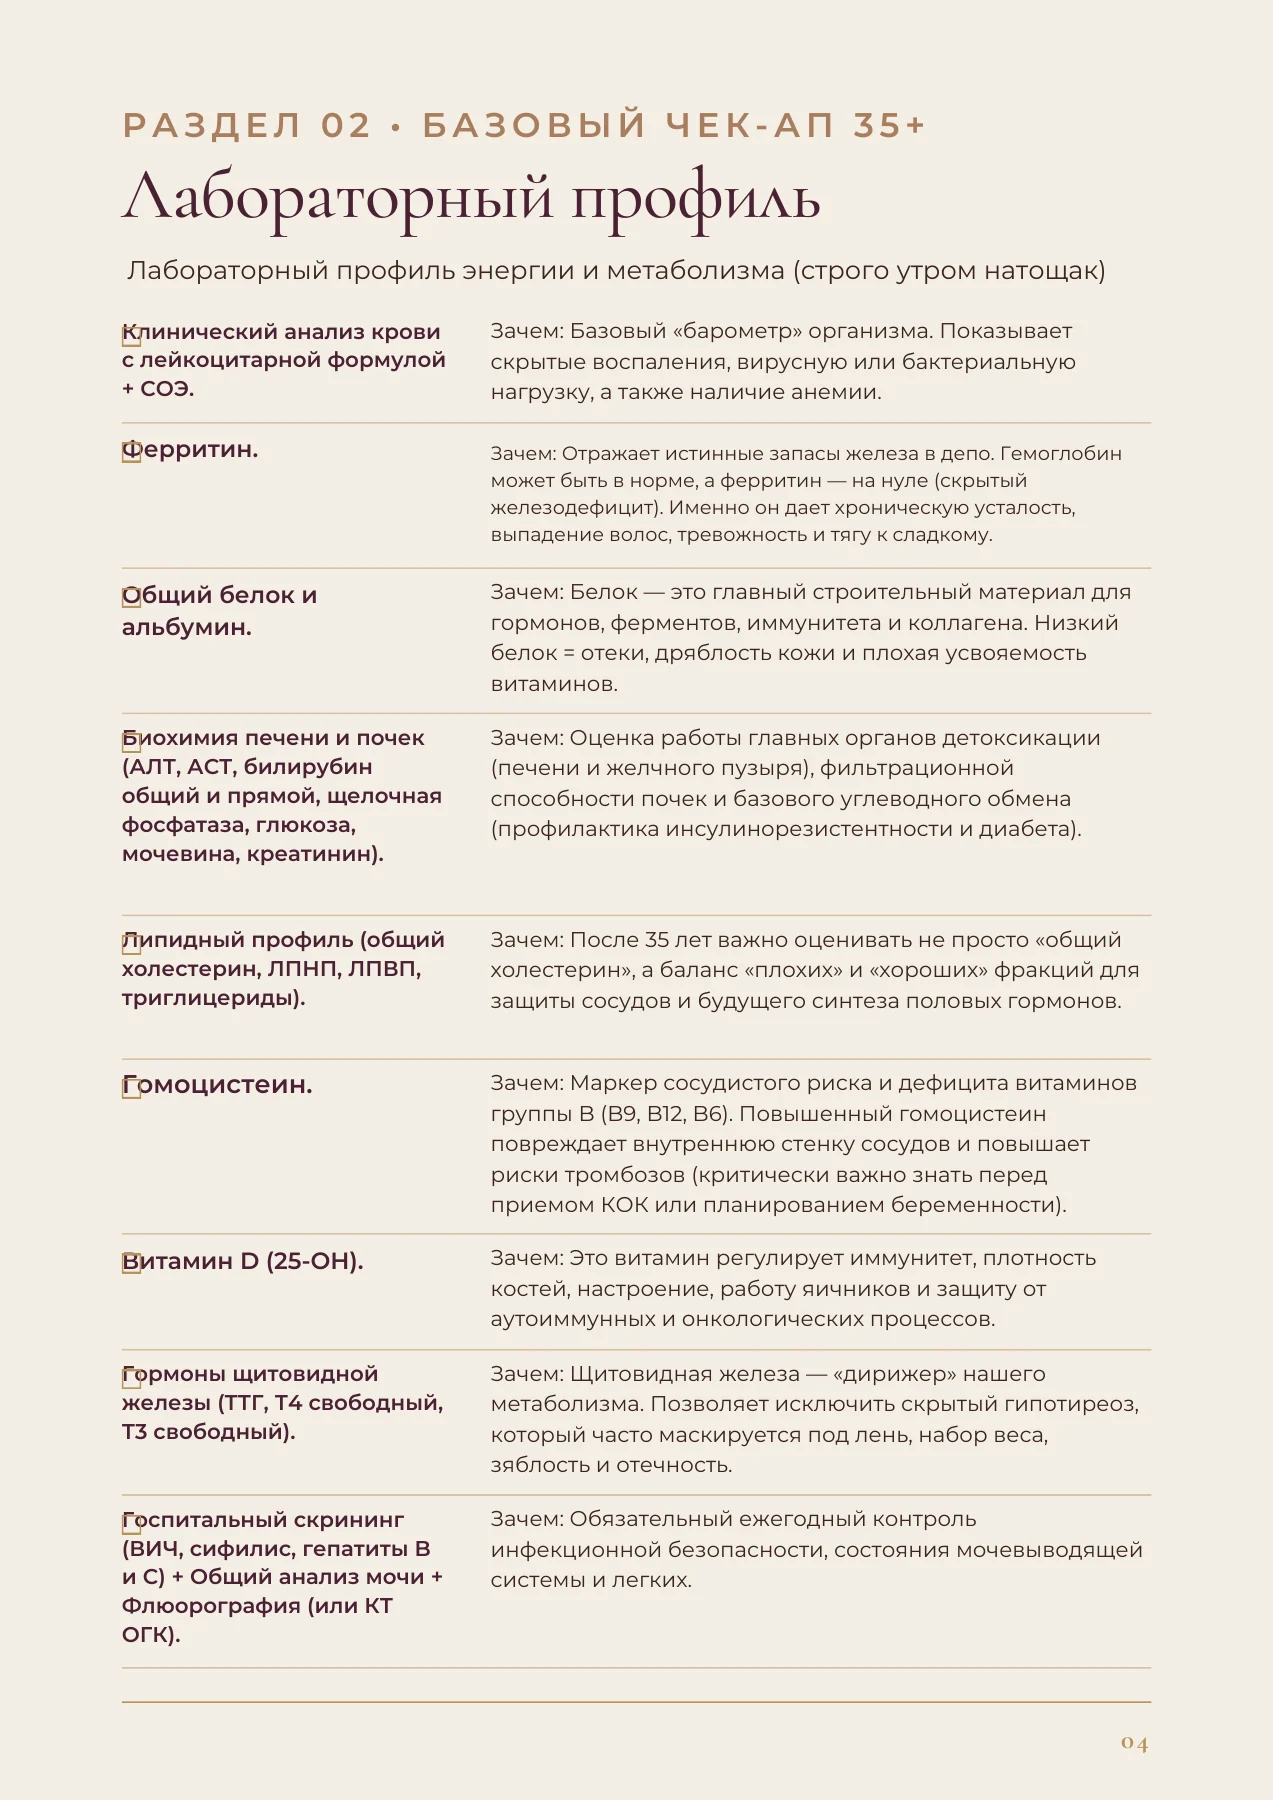 РАЗДЕЛ 02 • БАЗОВЫЙ ЧЕК-АП 35+
Лабораторный профиль
Лабораторный профиль энергии и метаболизма (строго утром натощак)
Клинический анализ крови
с лейкоцитарной формулой
+ СОЭ.
Зачем: Базовый «барометр» организма. Показывает
скрытые воспаления, вирусную или бактериальную
нагрузку, а также наличие анемии.
Ферритин.
Зачем: Отражает истинные запасы железа в депо. Гемоглобин
может быть в норме, а ферритин — на нуле (скрытый
железодефицит). Именно он дает хроническую усталость,
выпадение волос, тревожность и тягу к сладкому.
Общий белок и
альбумин.
Зачем: Белок — это главный строительный материал для
гормонов, ферментов, иммунитета и коллагена. Низкий
белок = отеки, дряблость кожи и плохая усвояемость
витаминов.
Биохимия печени и почек
(АЛТ, АСТ, билирубин
общий и прямой, щелочная
фосфатаза, глюкоза,
мочевина, креатинин).
Зачем: Оценка работы главных органов детоксикации
(печени и желчного пузыря), фильтрационной
способности почек и базового углеводного обмена
(профилактика инсулинорезистентности и диабета).
Липидный профиль (общий
холестерин, ЛПНП, ЛПВП,
триглицериды).
Зачем: После 35 лет важно оценивать не просто «общий
холестерин», а баланс «плохих» и «хороших» фракций для
защиты сосудов и будущего синтеза половых гормонов.
Гомоцистеин.
Зачем: Маркер сосудистого риска и дефицита витаминов
группы В (В9, В12, В6). Повышенный гомоцистеин
повреждает внутреннюю стенку сосудов и повышает
риски тромбозов (критически важно знать перед
приемом КОК или планированием беременности).
Витамин D (25-OH).
Зачем: Это витамин регулирует иммунитет, плотность
костей, настроение, работу яичников и защиту от
аутоиммунных и онкологических процессов.
Гормоны щитовидной
железы (ТТГ, Т4 свободный,
Т3 свободный).
Зачем: Щитовидная железа — «дирижер» нашего
метаболизма. Позволяет исключить скрытый гипотиреоз,
который часто маскируется под лень, набор веса,
зяблость и отечность.
Госпитальный скрининг
(ВИЧ, сифилис, гепатиты В
и С) + Общий анализ мочи +
Флюорография (или КТ
ОГК).
Зачем: Обязательный ежегодный контроль
инфекционной безопасности, состояния мочевыводящей
системы и легких.
04